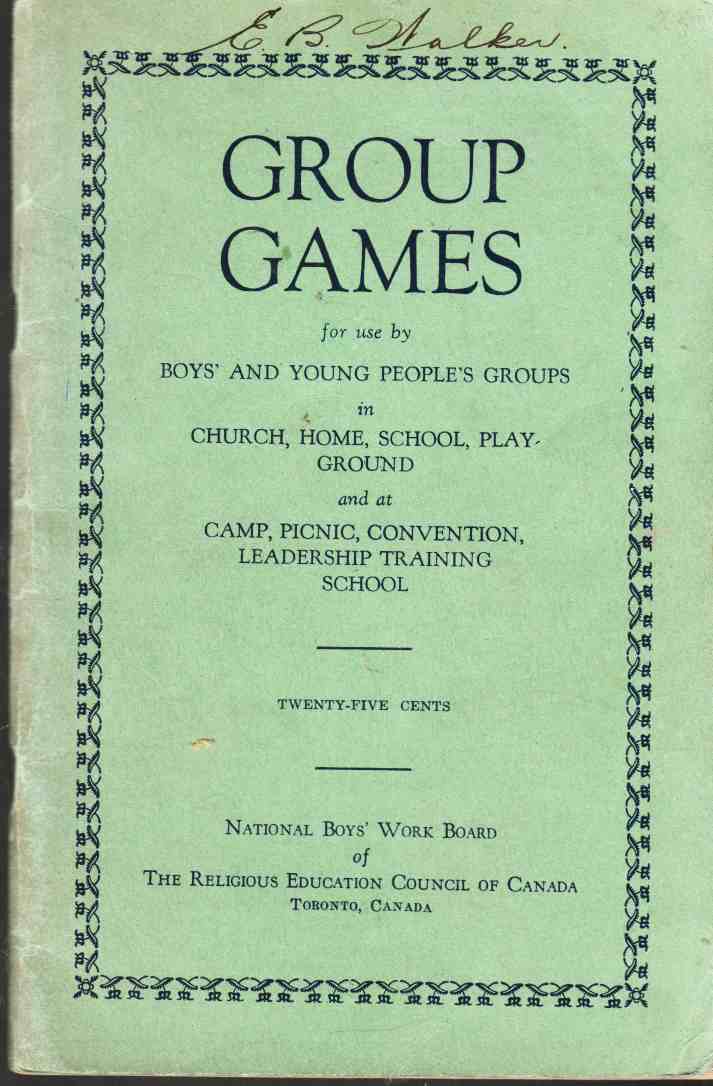 E. B. Walker.
GROUP
GAMES
for use by
BOYS' AND YOUNG PEOPLE'S GROUPS
in
CHURCH, HOME, SCHOOL, PLAY-
GROUND
and at
CAMP, PICNIC, CONVENTION,
LEADERSHIP TRAINING
SCHOOL
TWENTY-FIVE CENTS
NATIONAL BOYS' WORK BOARD
of
THE RELIGIOUS EDUCATION COUNCIL OF CANADA
TORONTO, CANADA